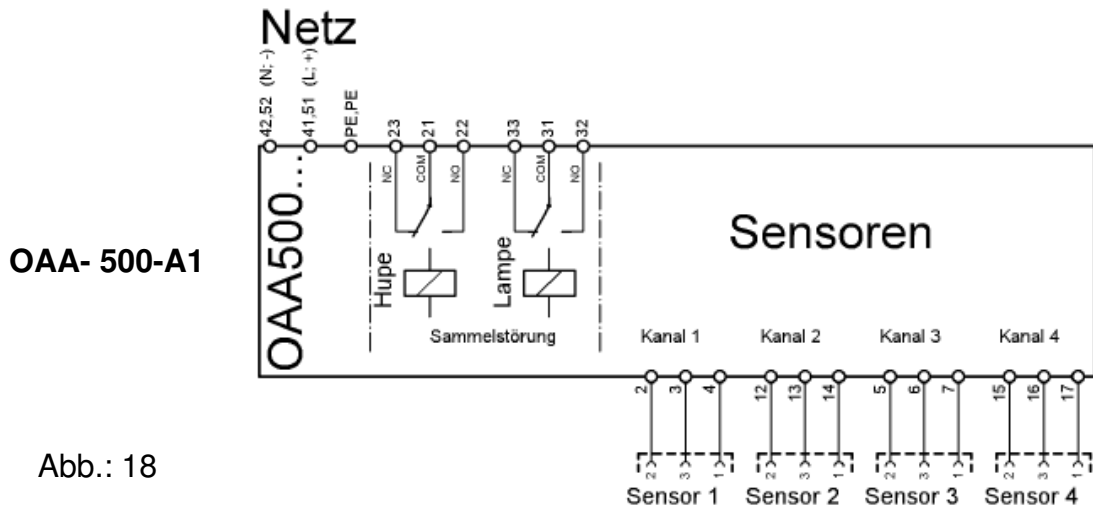 Netz
42,52 (N; -)
41,51 (L; +)
PE,PE
23
21
22
33
31
32
NC
COM
NO
NC
COM
NO
OAA500...
Hupe
Lampe
Sammelstörung
Sensoren
OAA- 500-A1
Kanal 1
Kanal 2
Kanal 3
Kanal 4
2
3
4
12
13
14
5
6
7
15
16
17
2
3
1
2
3
1
2
3
1
2
3
1
Sensor 1
Sensor 2
Sensor 3
Sensor 4
Abb.: 18